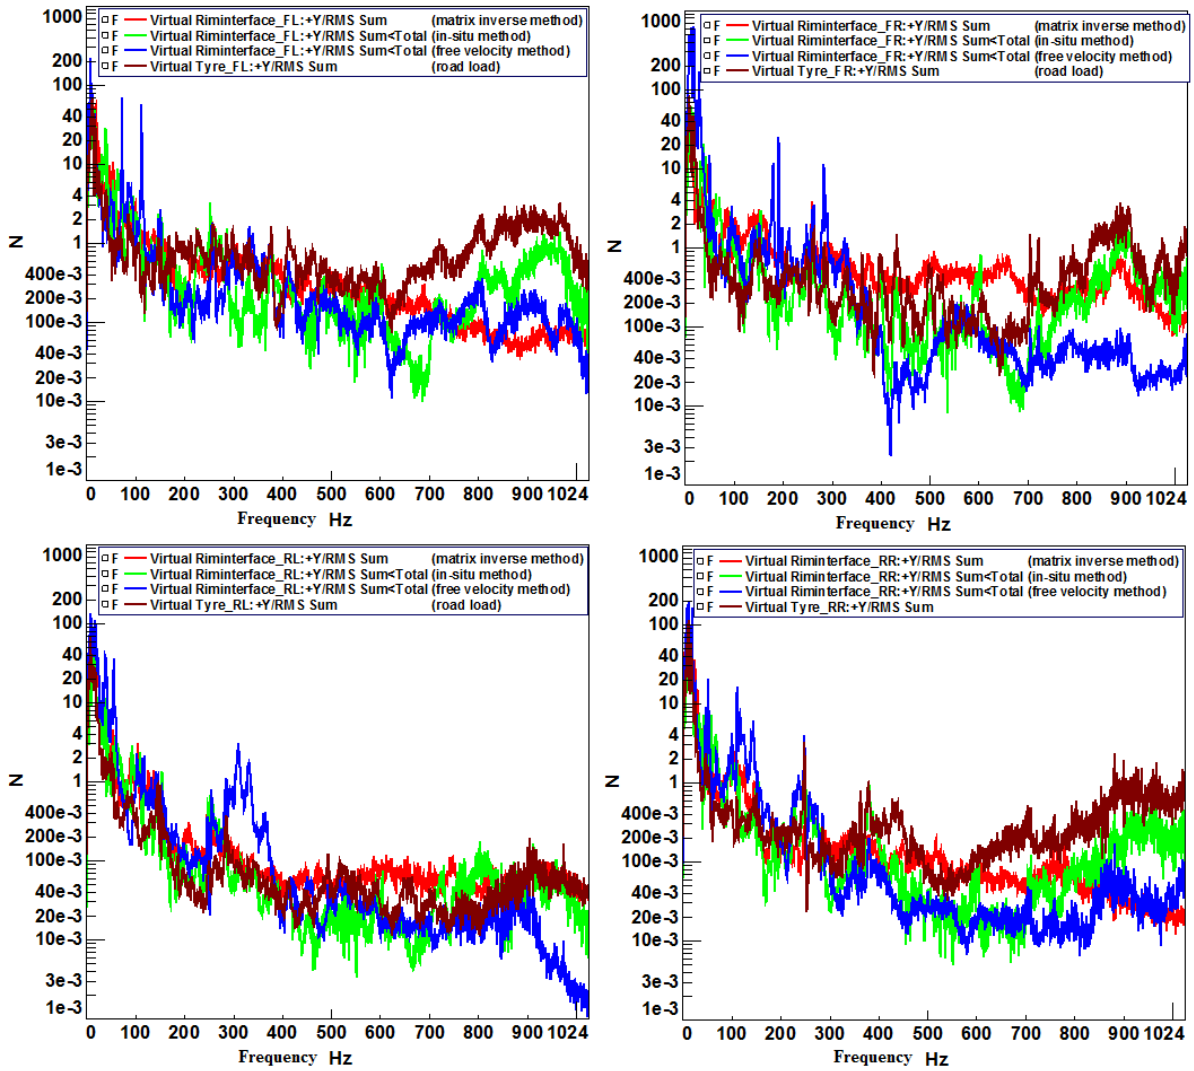 F Virtual Riminterface_FL:+Y/RMS Sum (matrix inverse method)
F Virtual Riminterface_FL:+Y/RMS Sum<Total (in-situ method)
F Virtual Riminterface_FL:+Y/RMS Sum<Total (free velocity method)
F Virtual Tyre_FL:+Y/RMS Sum (road load)
1000
200
100
40
20
10
4
2
1
400e-3
200e-3
100e-3
40e-3
20e-3
10e-3
3e-3
1e-3
N
0 100 200 300 400 500 600 700 800 900 1024
Frequency Hz
F Virtual Riminterface_FR:+Y/RMS Sum (matrix inverse method)
F Virtual Riminterface_FR:+Y/RMS Sum<Total (in-situ method)
F Virtual Riminterface_FR:+Y/RMS Sum<Total (free velocity method)
F Virtual Tyre_FR:+Y/RMS Sum (road load)
1000
200
100
40
20
10
4
2
1
400e-3
200e-3
100e-3
40e-3
20e-3
10e-3
3e-3
1e-3
N
0 100 200 300 400 500 600 700 800 900 1024
Frequency Hz
F Virtual Riminterface_RL:+Y/RMS Sum (matrix inverse method)
F Virtual Riminterface_RL:+Y/RMS Sum<Total (in-situ method)
F Virtual Riminterface_RL:+Y/RMS Sum<Total (free velocity method)
F Virtual Tyre_RL:+Y/RMS Sum (road load)
1000
200
100
40
20
10
4
2
1
400e-3
200e-3
100e-3
40e-3
20e-3
10e-3
3e-3
1e-3
N
0 100 200 300 400 500 600 700 800 900 1024
Frequency Hz
F Virtual Riminterface_RR:+Y/RMS Sum (matrix inverse method)
F Virtual Riminterface_RR:+Y/RMS Sum<Total (in-situ method)
F Virtual Riminterface_RR:+Y/RMS Sum<Total (free velocity method)
F Virtual Tyre_RR:+Y/RMS Sum
1000
200
100
40
20
10
4
2
1
400e-3
200e-3
100e-3
40e-3
20e-3
10e-3
3e-3
1e-3
N
0 100 200 300 400 500 600 700 800 900 1024
Frequency Hz